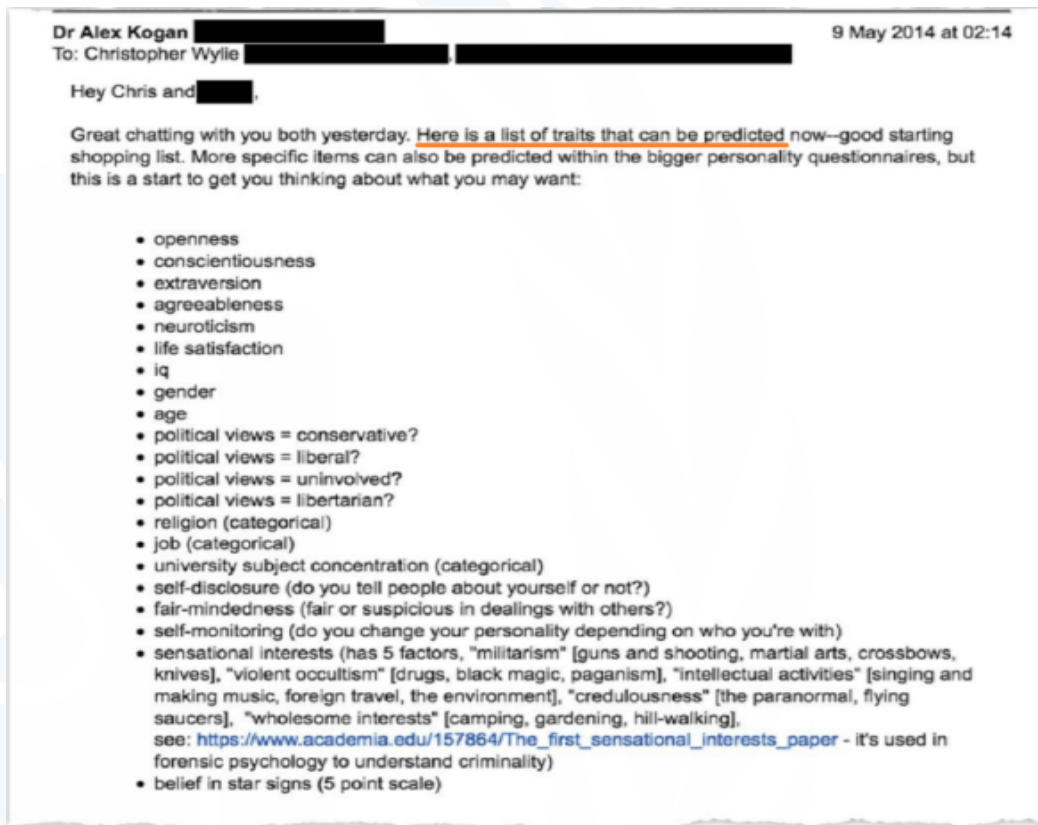 Dr Alex Kogan
9 May 2014 at 02:14
To: Christopher Wylie
Hey Chris and ,
Great chatting with you both yesterday. Here is a list of traits that can be predicted now--good starting
shopping list. More specific items can also be predicted within the bigger personality questionnaires, but
this is a start to get you thinking about what you may want:
• openness
• conscientiousness
• extraversion
• agreeableness
• neuroticism
• life satisfaction
• iq
• gender
• age
• political views = conservative?
• political views = liberal?
• political views = uninvolved?
• political views = libertarian?
• religion (categorical)
• job (categorical)
• university subject concentration (categorical)
• self-disclosure (do you tell people about yourself or not?)
• fair-mindedness (fair or suspicious in dealings with others?)
• self-monitoring (do you change your personality depending on who you're with)
• sensational interests (has 5 factors, "militarism" [guns and shooting, martial arts, crossbows,
knives], "violent occultism" [drugs, black magic, paganism], "intellectual activities" [singing and
making music, foreign travel, the environment], "credulousness" [the paranormal, flying
saucers], "wholesome interests" [camping, gardening, hill-walking],
see: https://www.academia.edu/157864/The_first_sensational_interests_paper - it's used in
forensic psychology to understand criminality)
• belief in star signs (5 point scale)